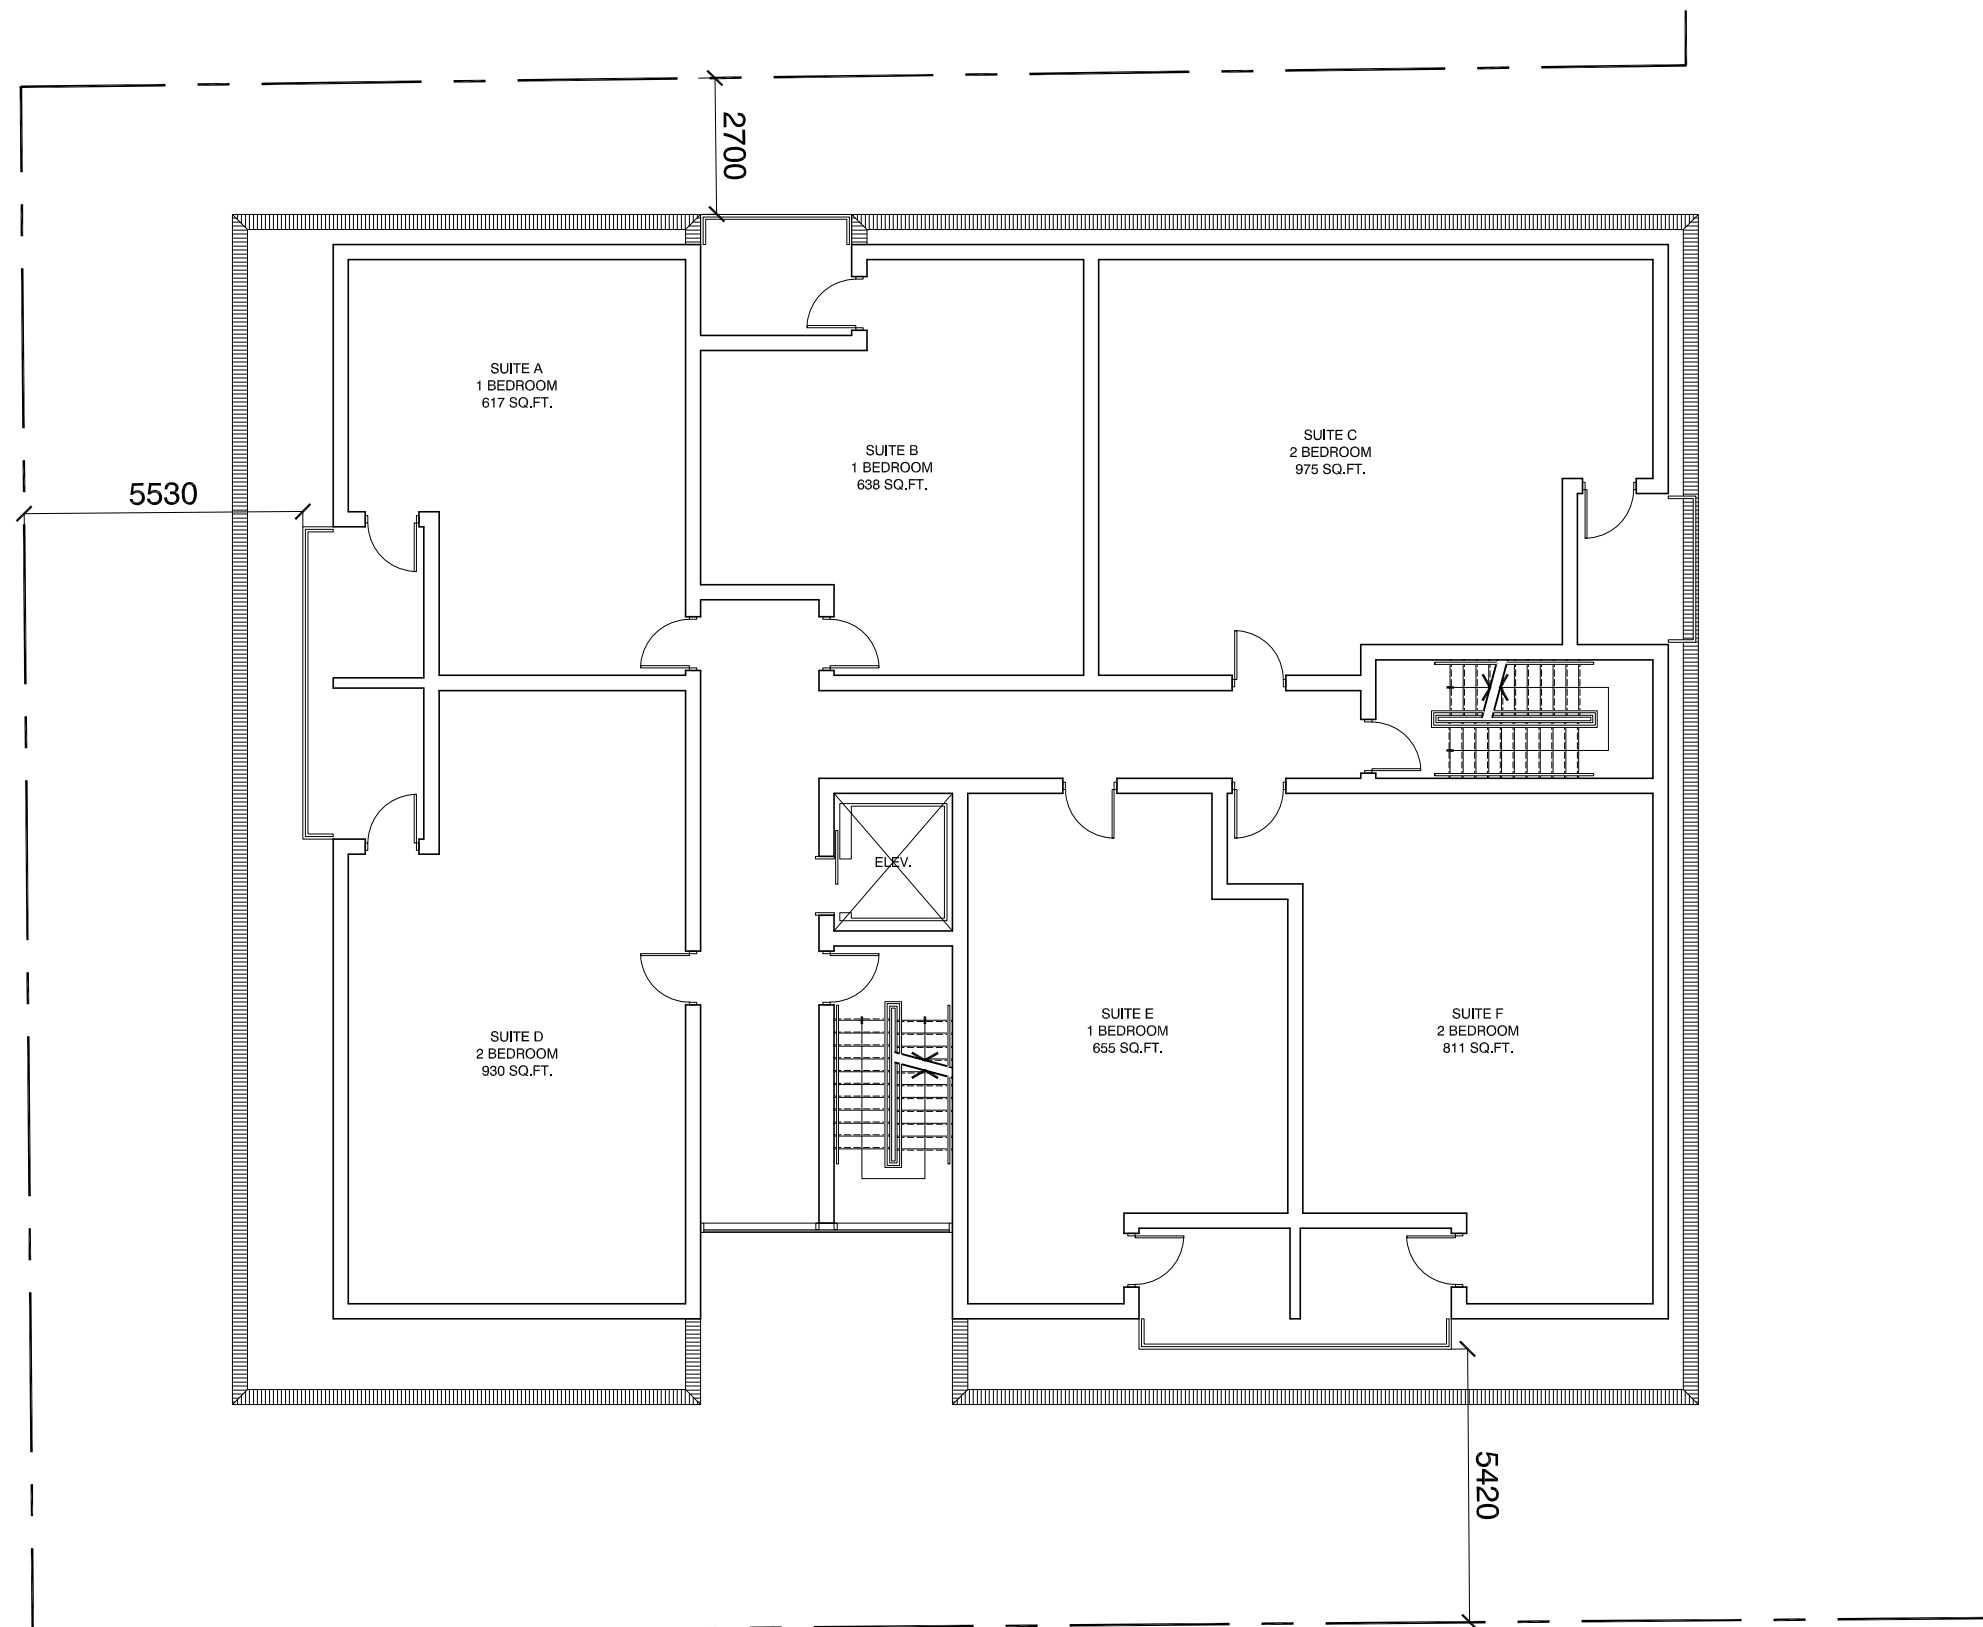 2700
SUITE A
1 BEDROOM
617 SQ.FT.
SUITE B
1 BEDROOM
638 SQ.FT.
SUITE C
2 BEDROOM
975 SQ.FT.
5530
ELEV.
SUITE D
2 BEDROOM
930 SQ.FT.
SUITE E
1 BEDROOM
655 SQ.FT.
SUITE F
2 BEDROOM
811 SQ.FT.
5420